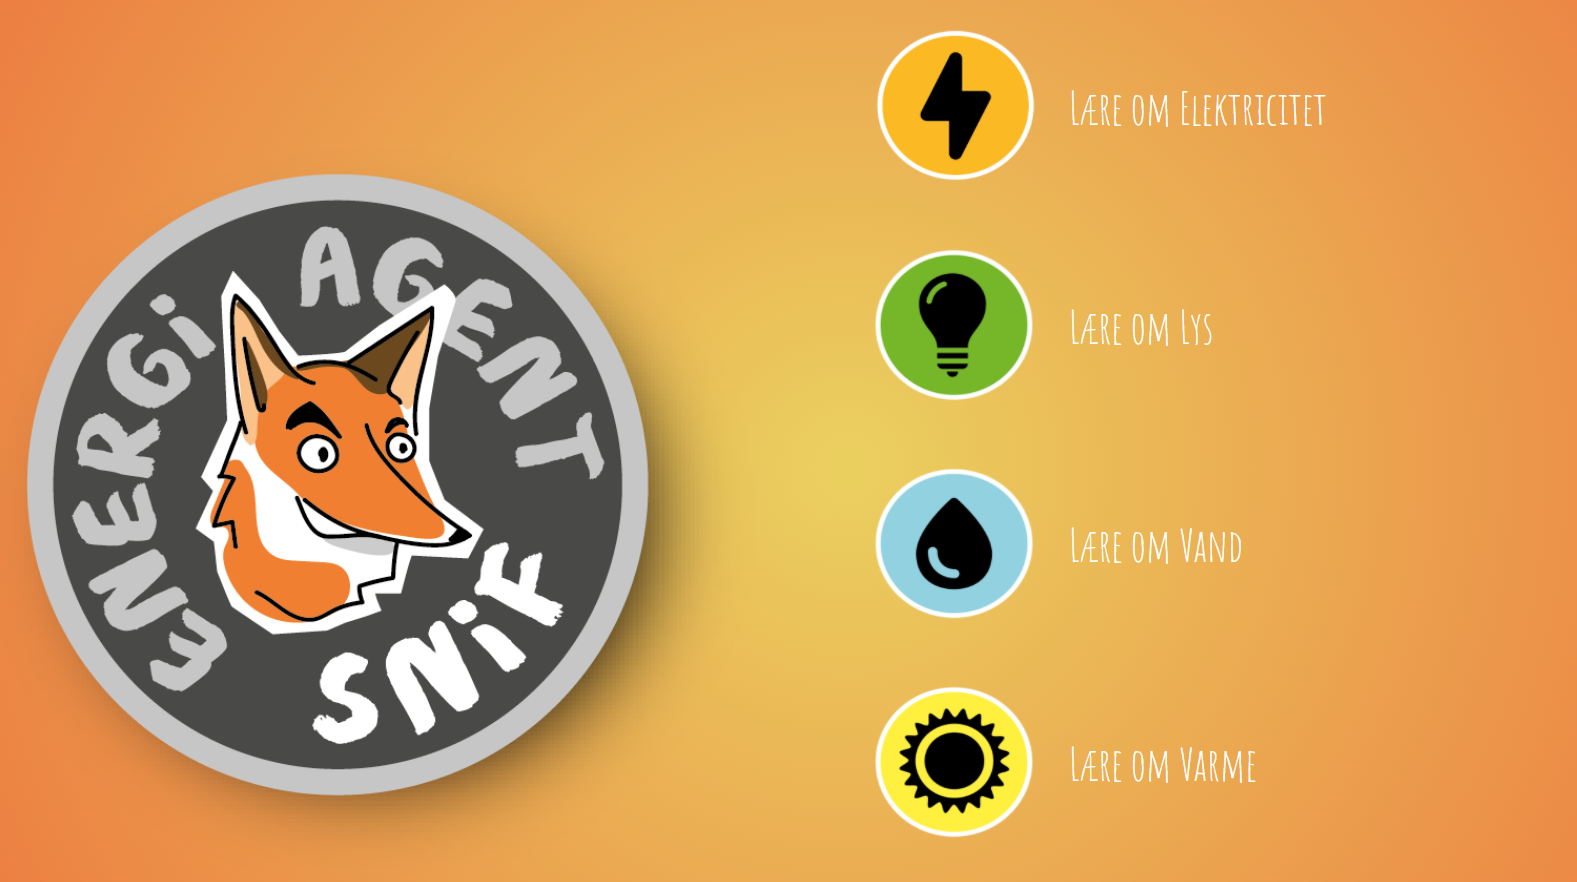 ENERGi AGENT
SNiF
Lære om Elektricitet
Lære om Lys
Lære om Vand
Lære om Varme